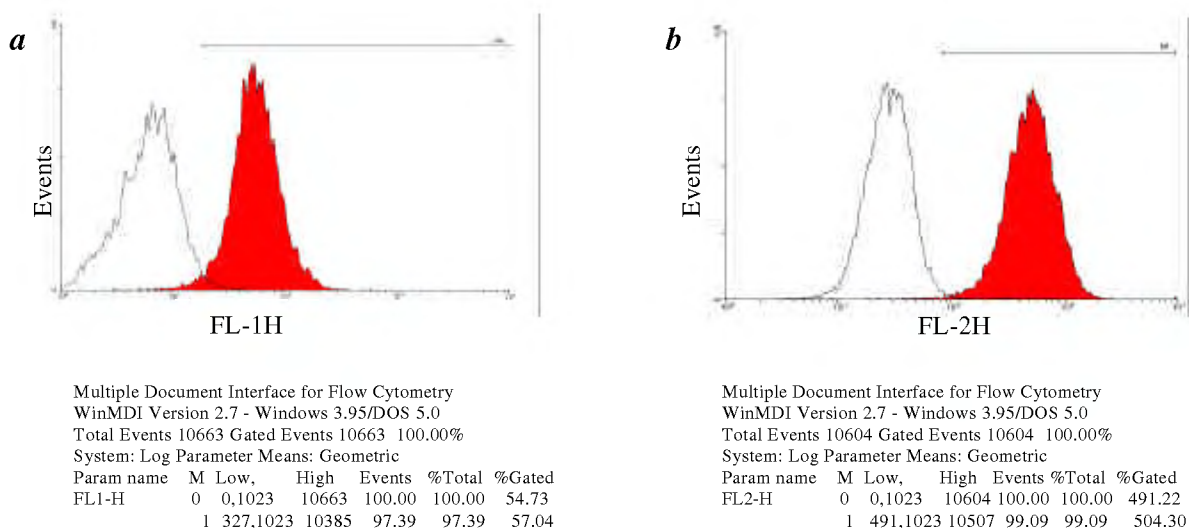 a
Events
FL-1H
Multiple Document Interface for Flow Cytometry
WinMDI Version 2.7 - Windows 3.95/DOS 5.0
Total Events 10663 Gated Events 10663 100.00%
System: Log Parameter Means: Geometric
Param name M Low, High Events %Total %Gated
FL1-H 0 0,1023 10663 100.00 100.00 54.73
1 327,1023 10385 97.39 97.39 57.04
b
Events
FL-2H
Multiple Document Interface for Flow Cytometry
WinMDI Version 2.7 - Windows 3.95/DOS 5.0
Total Events 10604 Gated Events 10604 100.00%
System: Log Parameter Means: Geometric
Param name M Low, High Events %Total %Gated
FL2-H 0 0,1023 10604 100.00 100.00 491.22
1 491,1023 10507 99.09 99.09 504.30